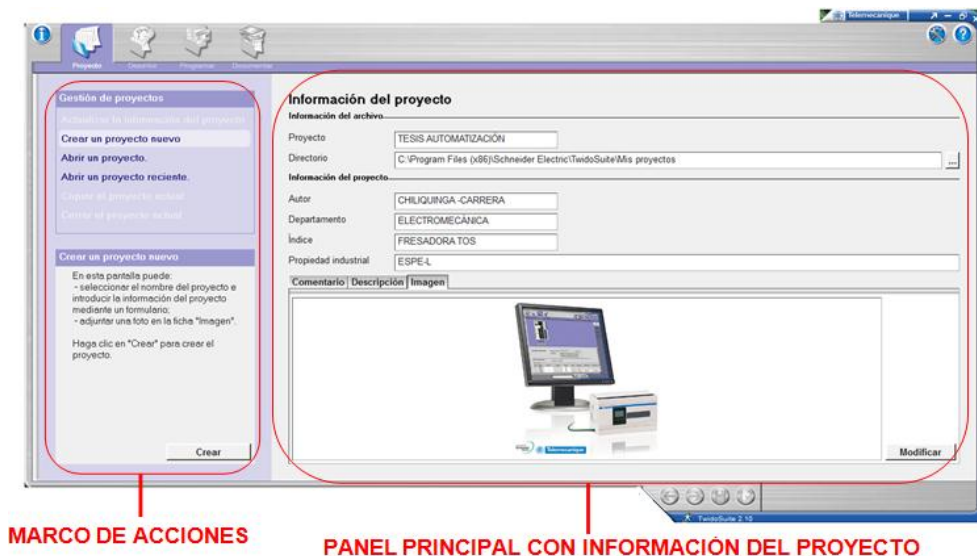 Telemecanique
Proyecto
Describir
Programar
Documentar
Gestión de proyectos
Actualizar la información del proyecto
Crear un proyecto nuevo
Abrir un proyecto.
Abrir un proyecto reciente.
Copiar el proyecto actual
Cerrar el proyecto actual
Crear un proyecto nuevo
En esta pantalla puede:
- seleccionar el nombre del proyecto e
introducir la información del proyecto
mediante un formulario;
- adjuntar una foto en la ficha "Imagen".
Haga clic en "Crear" para crear el
proyecto.
Crear
Información del proyecto
Información del archivo
Proyecto TESIS AUTOMATIZACIÓN
Directorio C:\Program Files (x86)\Schneider Electric\TwidoSuite\Mis proyectos ...
Información del proyecto
Autor CHILIQUINGA -CARRERA
Departamento ELECTROMECÁNICA
Índice FRESADORA TOS
Propiedad industrial ESPE-L
Comentario Descripción Imagen
Telemecanique
Modificar
TwidoSuite 2.10
MARCO DE ACCIONES
PANEL PRINCIPAL CON INFORMACIÓN DEL PROYECTO